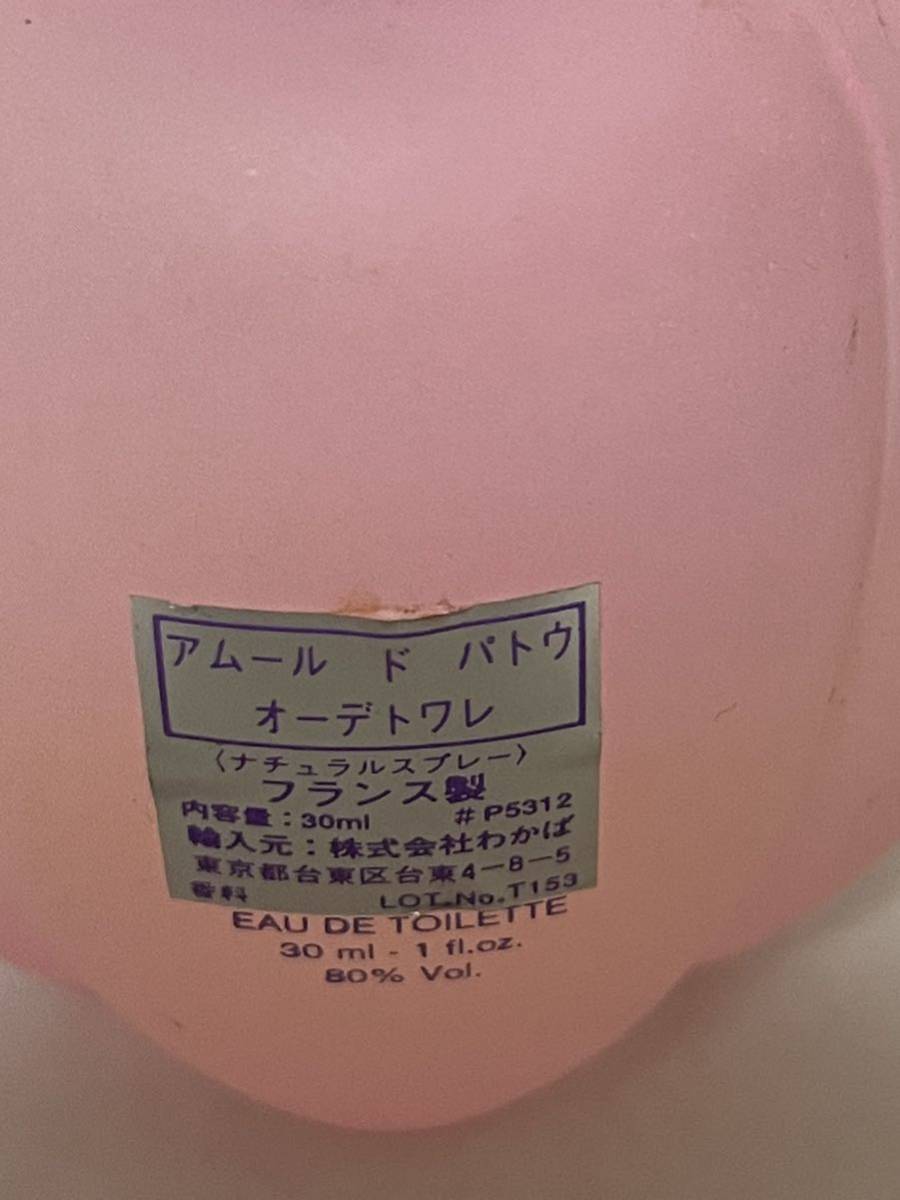 アムール ド パトウ
オーデトワレ
〈ナチュラルスプレー〉
フランス製
内容量：30ml #P5312
輸入元：株式会社わかば
東京都台東区台東4-8-5
香料 LOT.No.T153
EAU DE TOILETTE
30 ml - 1 fl.oz.
80% Vol.